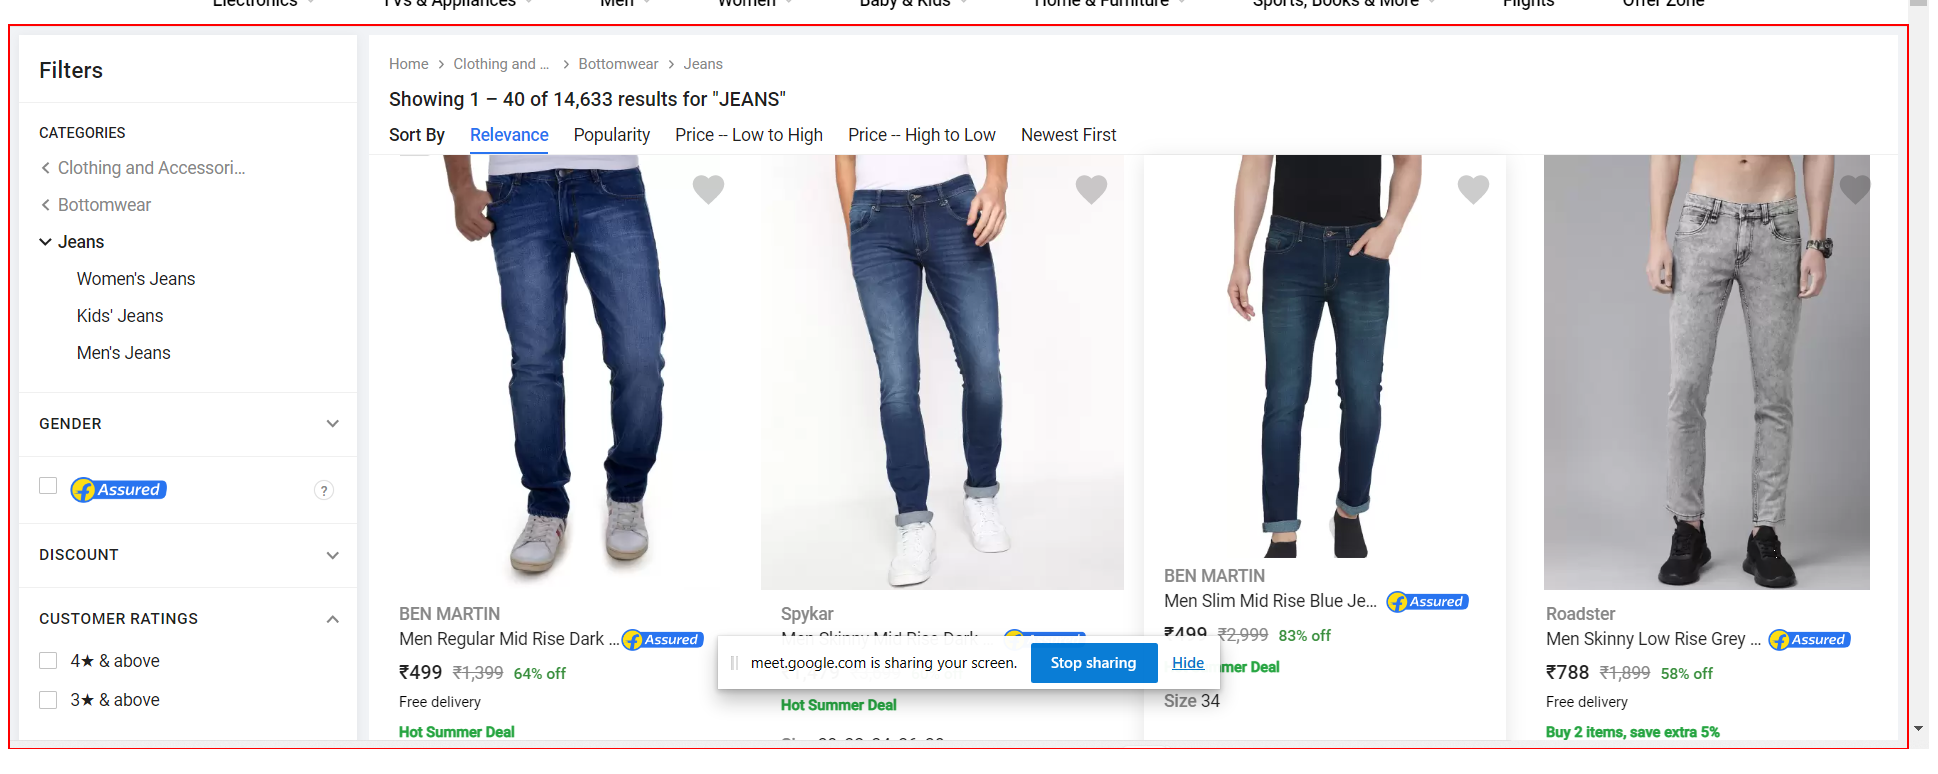 Electronics TVs & Appliances Men Women Baby & Kids Home & Furniture Sports, Books & More Flights Offer Zone
Filters
CATEGORIES
Clothing and Accessori...
Bottomwear
Jeans
Women's Jeans
Kids' Jeans
Men's Jeans
GENDER
Assured
?
DISCOUNT
CUSTOMER RATINGS
4★ & above
3★ & above
Home > Clothing and ... > Bottomwear > Jeans
Showing 1 – 40 of 14,633 results for "JEANS"
Sort By Relevance Popularity Price -- Low to High Price -- High to Low Newest First
BEN MARTIN
Men Regular Mid Rise Dark ... Assured
₹499 ₹1,399 64% off
Free delivery
Hot Summer Deal
Spykar
Men Skinny Mid Rise Dark
Hot Summer Deal
BEN MARTIN
Men Slim Mid Rise Blue Je... Assured
₹499 ₹2,999 83% off
mer Deal
Size 34
Roadster
Men Skinny Low Rise Grey ... Assured
₹788 ₹1,899 58% off
Free delivery
Buy 2 items, save extra 5%
meet.google.com is sharing your screen. Stop sharing Hide